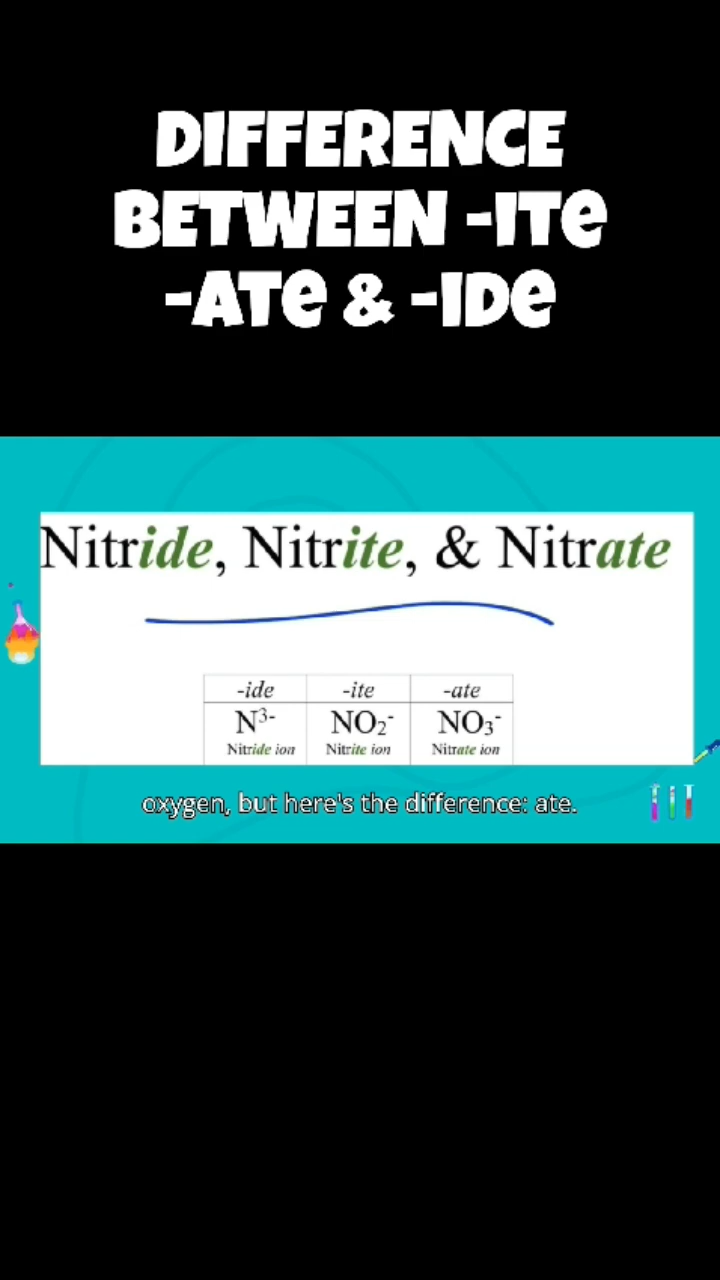 DIFFERENCE
BETWEEN -ITe
-ATe & -IDe
Nitride, Nitrite, & Nitrate
-ide -ite -ate
N³⁻ NO₂⁻ NO₃⁻
Nitride ion Nitrite ion Nitrate ion
oxygen, but here's the difference: ate.